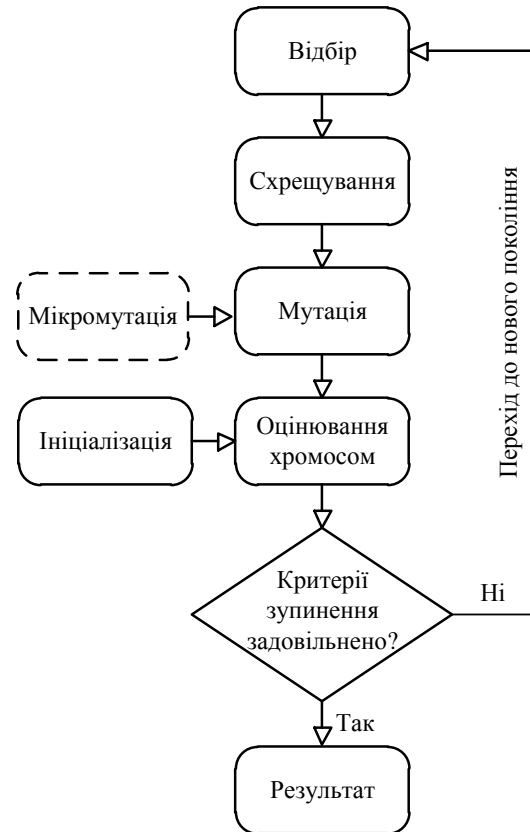 Відбір
Схрещування
Мікромутація
Мутація
Ініціалізація
Оцінювання
хромосом
Критерії
зупинення
задовільнено?
Ні
Так
Результат
Перехід до нового покоління